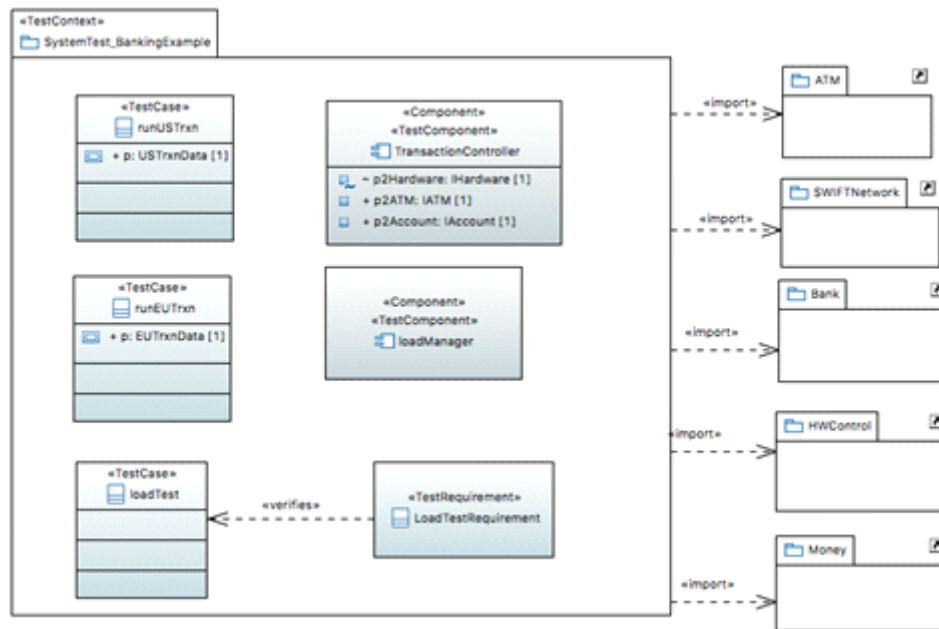 «TestContext»
SystemTest_BankingExample
«TestCase»
runUSTrxn
+ p: USTrxnData [1]
«Component»
«TestComponent»
TransactionController
~ p2Hardware: IHardware [1]
+ p2ATM: IATM [1]
+ p2Account: IAccount [1]
«TestCase»
runEUTrxn
+ p: EUTrxnData [1]
«Component»
«TestComponent»
loadManager
«TestCase»
loadTest
«verifies»
«TestRequirement»
LoadTestRequirement
«import»
ATM
«import»
SWIFTNetwork
«import»
Bank
«import»
HWControl
«import»
Money